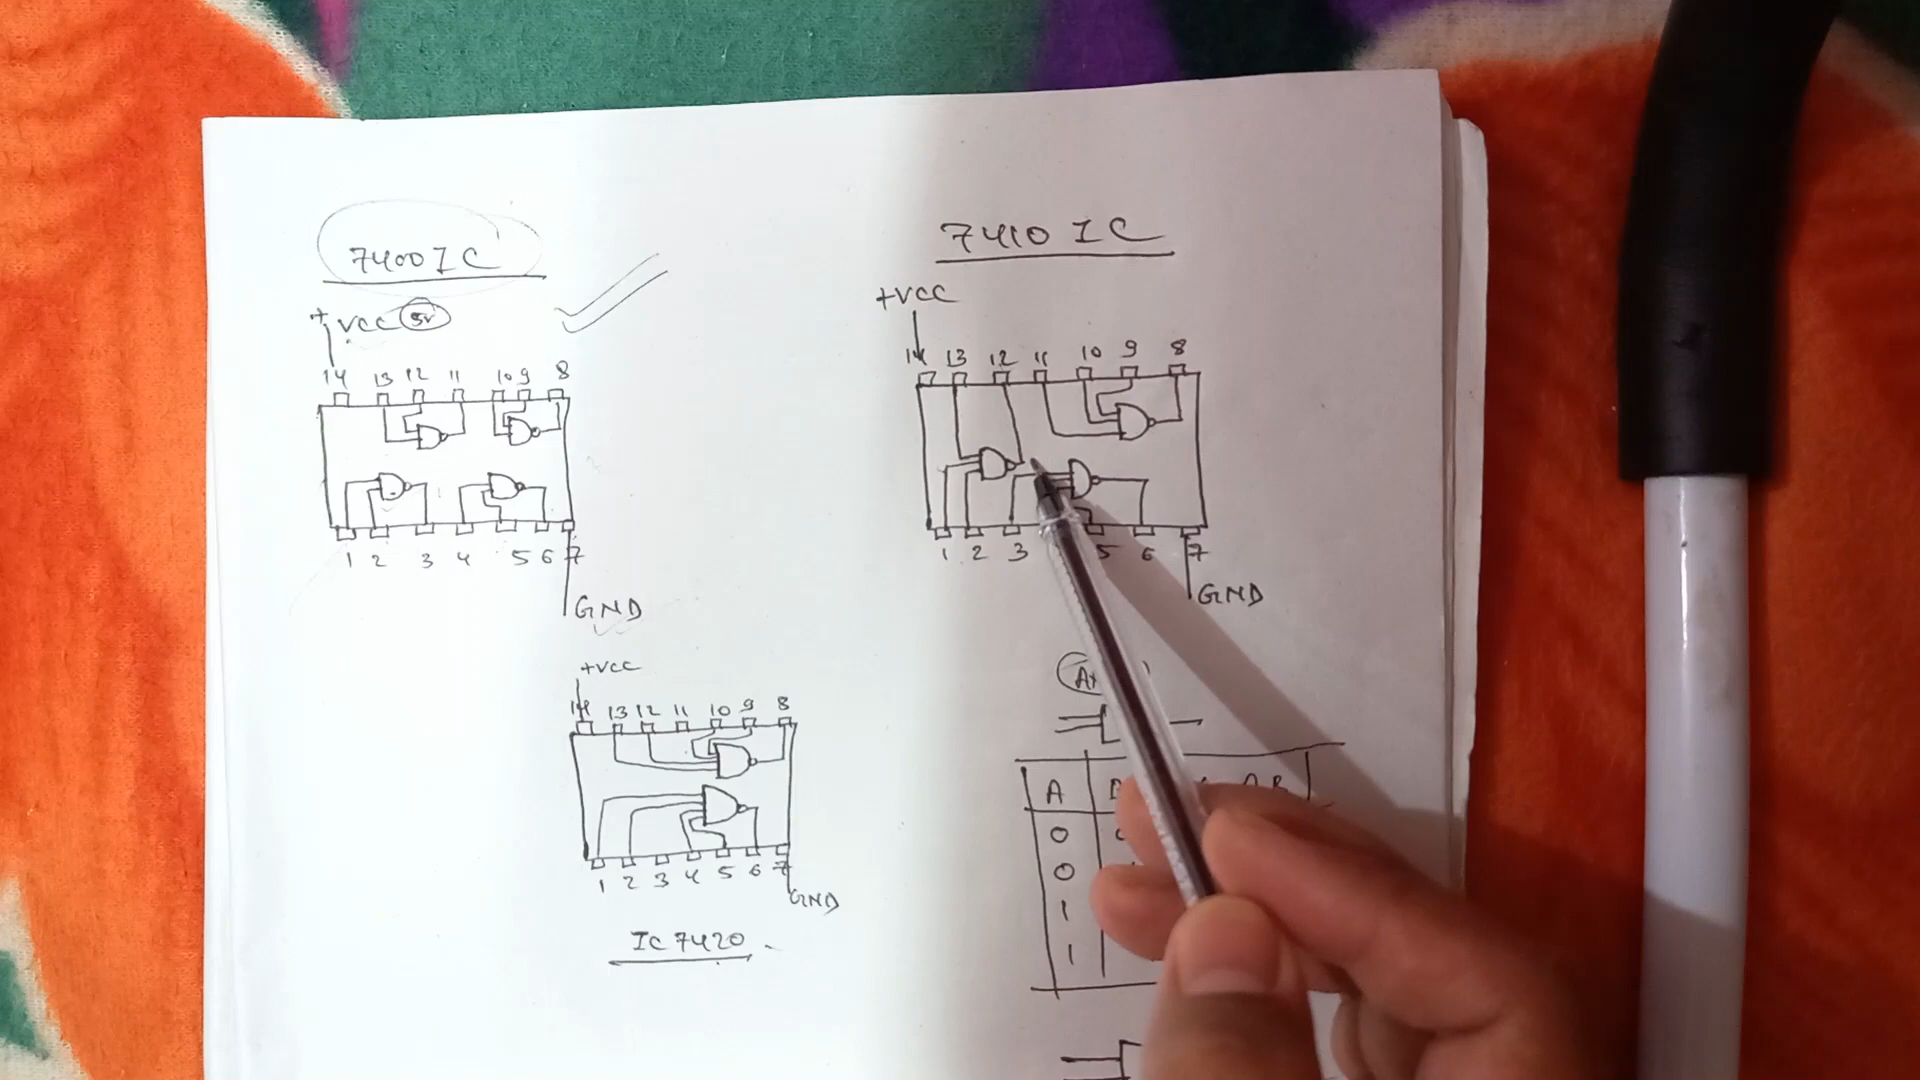 7400 IC
+ VCC 5V
14 13 12 11 10 9 8
1 2 3 4 5 6 7
GND
7410 IC
+VCC
14 13 12 11 10 9 8
1 2 3 5 6 7
GND
+VCC
14 13 12 11 10 9 8
1 2 3 4 5 6 7
GND
IC 7420
A
0
0
1
1